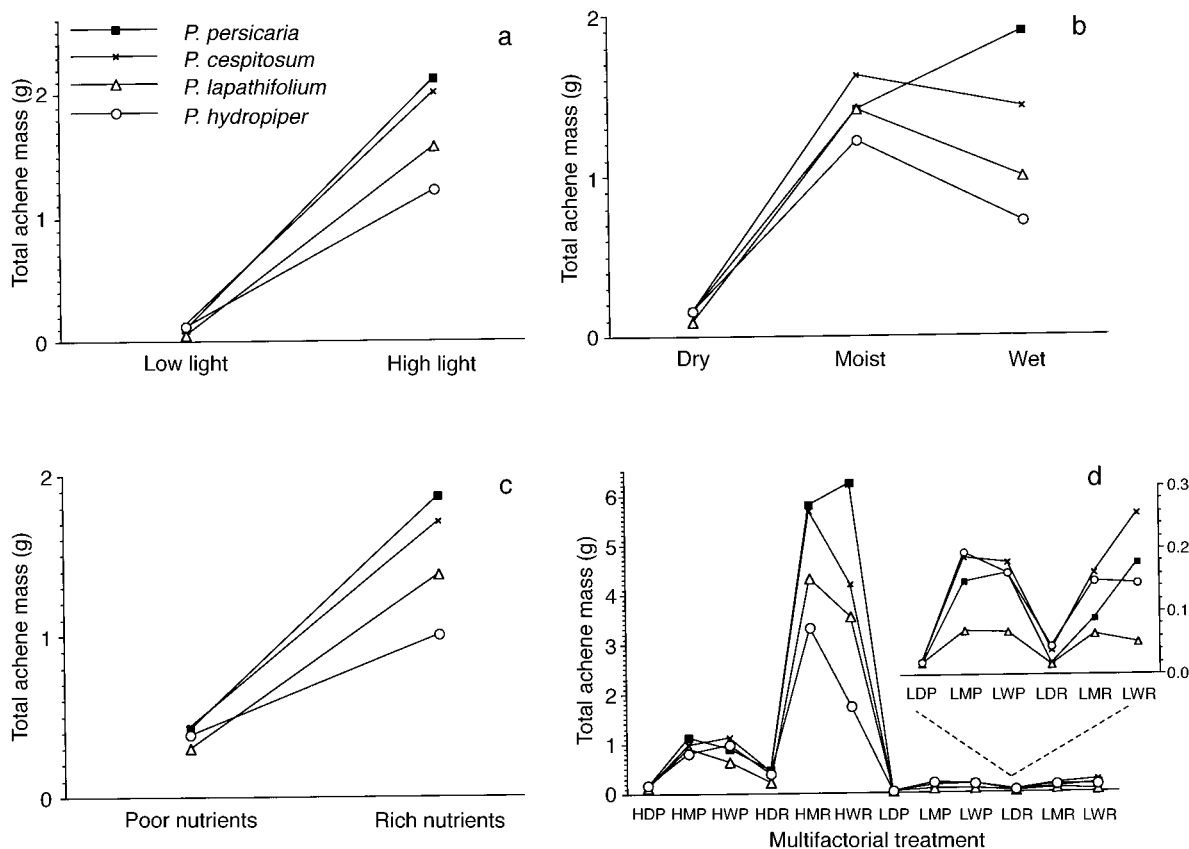 a
P. persicaria
P. cespitosum
P. lapathifolium
P. hydropiper
Total achene mass (g)
2
1
0
Low light
High light
b
Total achene mass (g)
2
1
0
Dry
Moist
Wet
c
Total achene mass (g)
2
1
0
Poor nutrients
Rich nutrients
d
Total achene mass (g)
6
5
4
3
2
1
0
0.3
0.2
0.1
0.0
LDP LMP LWP LDR LMR LWR
HDP HMP HWP HDR HMR HWR LDP LMP LWP LDR LMR LWR
Multifactorial treatment